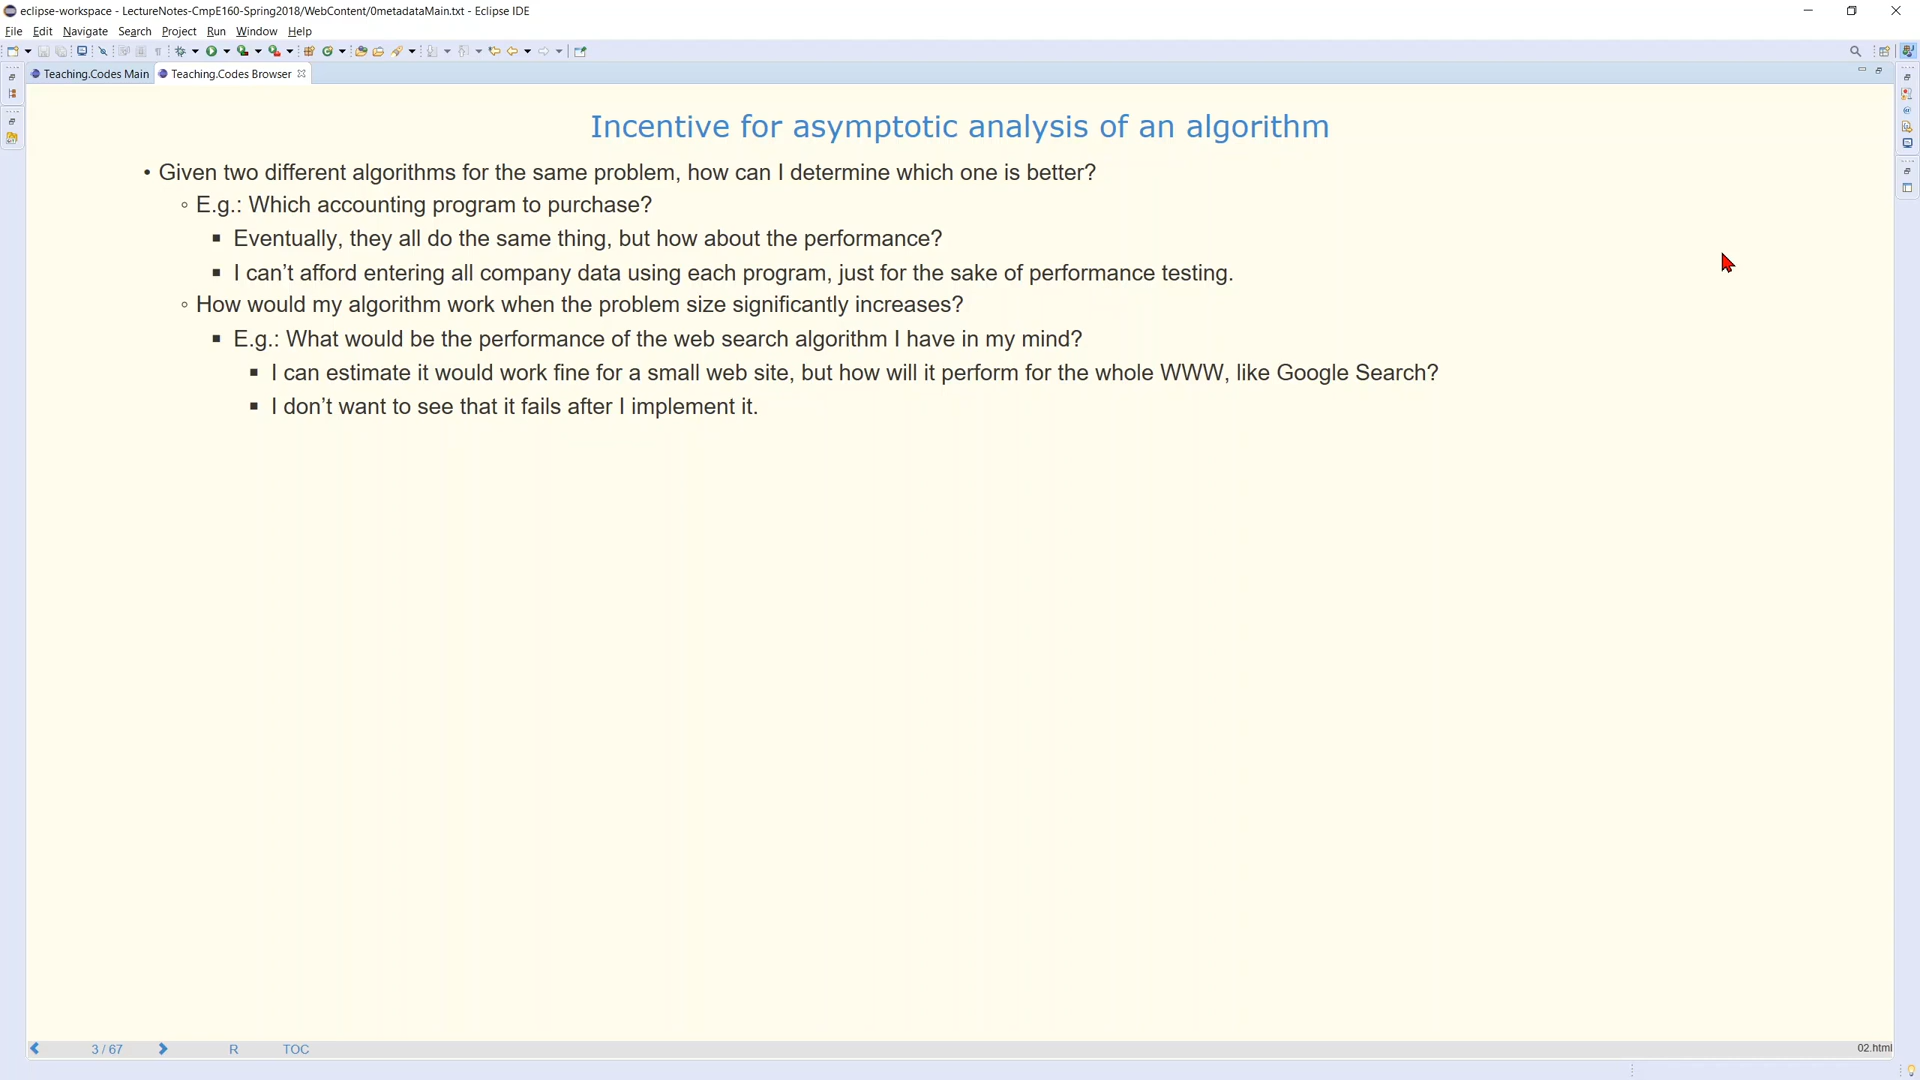 eclipse-workspace - LectureNotes-CmpE160-Spring2018/WebContent/0metadataMain.txt - Eclipse IDE
File Edit Navigate Search Project Run Window Help
Teaching.Codes Main Teaching.Codes Browser
Incentive for asymptotic analysis of an algorithm
• Given two different algorithms for the same problem, how can I determine which one is better?
◦ E.g.: Which accounting program to purchase?
▪ Eventually, they all do the same thing, but how about the performance?
▪ I can’t afford entering all company data using each program, just for the sake of performance testing.
◦ How would my algorithm work when the problem size significantly increases?
▪ E.g.: What would be the performance of the web search algorithm I have in my mind?
▪ I can estimate it would work fine for a small web site, but how will it perform for the whole WWW, like Google Search?
▪ I don’t want to see that it fails after I implement it.
3 / 67 R TOC 02.html